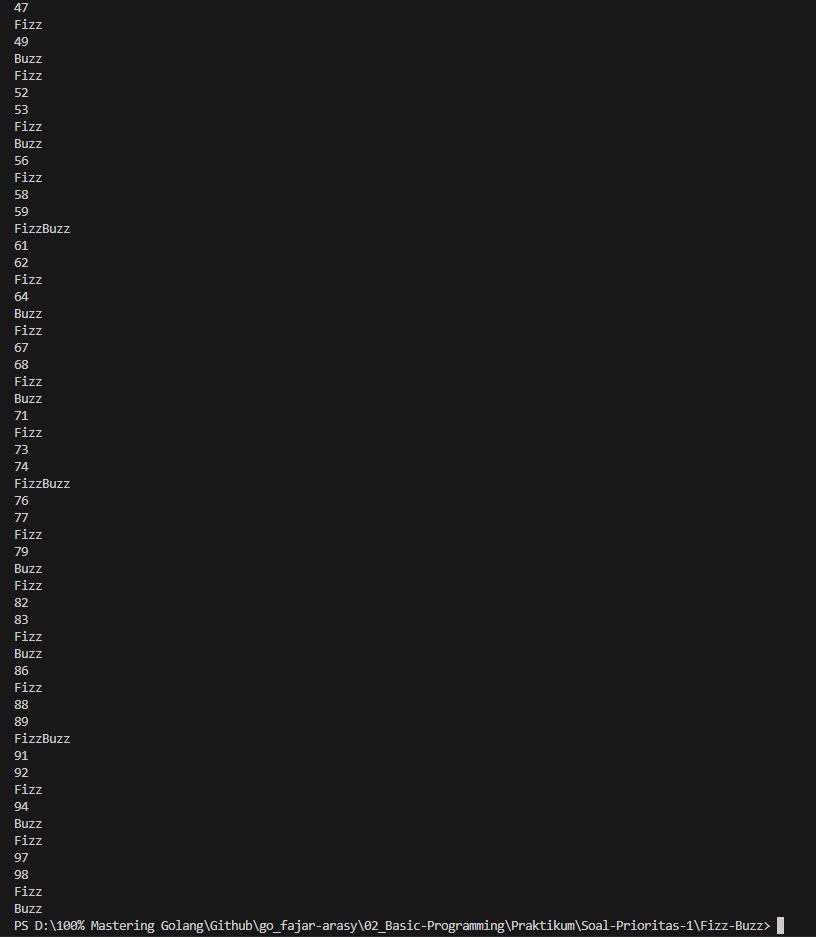 47
Fizz
49
Buzz
Fizz
52
53
Fizz
Buzz
56
Fizz
58
59
FizzBuzz
61
62
Fizz
64
Buzz
Fizz
67
68
Fizz
Buzz
71
Fizz
73
74
FizzBuzz
76
77
Fizz
79
Buzz
Fizz
82
83
Fizz
Buzz
86
Fizz
88
89
FizzBuzz
91
92
Fizz
94
Buzz
Fizz
97
98
Fizz
Buzz
PS D:\100% Mastering Golang\Github\go_fajar-arasy\02_Basic-Programming\Praktikum\Soal-Prioritas-1\Fizz-Buzz>